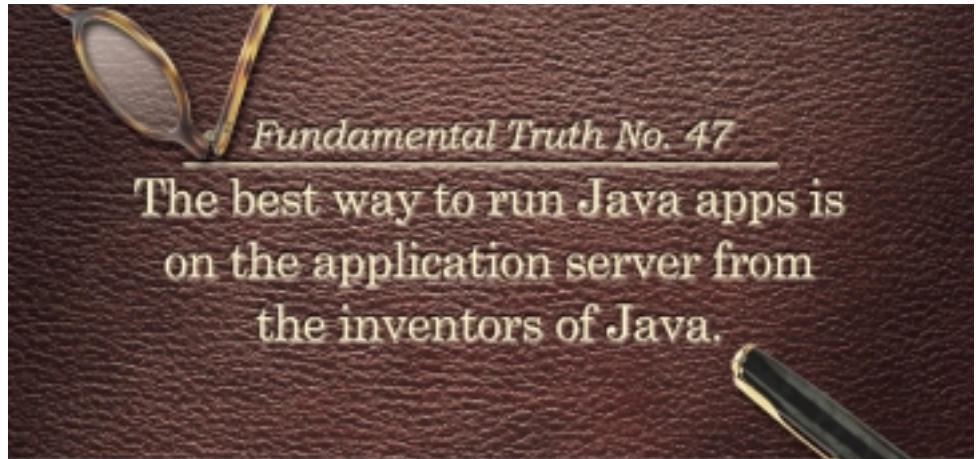 Fundamental Truth No. 47
The best way to run Java apps is
on the application server from
the inventors of Java.